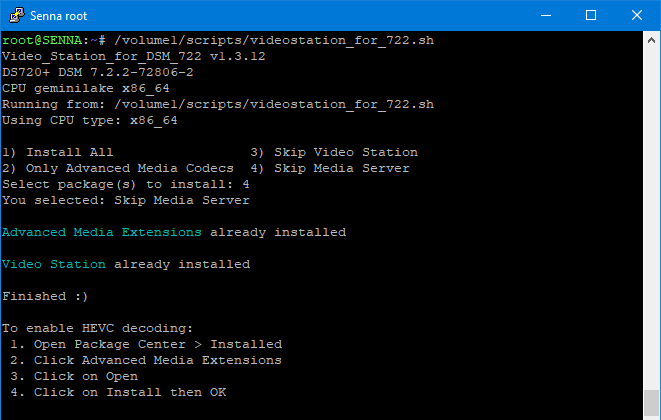 Senna root
root@SENNA:~# /volume1/scripts/videostation_for_722.sh
Video_Station_for_DSM_722 v1.3.12
DS720+ DSM 7.2.2-72806-2
CPU geminilake x86_64
Running from: /volume1/scripts/videostation_for_722.sh
Using CPU type: x86_64
1) Install All                 3) Skip Video Station
2) Only Advanced Media Codecs  4) Skip Media Server
Select package(s) to install: 4
You selected: Skip Media Server
Advanced Media Extensions already installed
Video Station already installed
Finished :)
To enable HEVC decoding:
1. Open Package Center > Installed
2. Click Advanced Media Extensions
3. Click on Open
4. Click on Install then OK